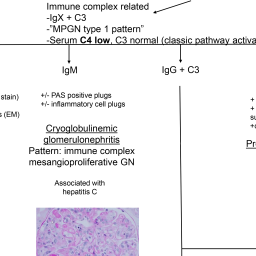 Immune complex related
-IgX + C3
-"MPGN type 1 pattern"
-Serum C4 low, C3 normal (classic pathway activa
IgM
IgG + C3
+/- PAS positive plugs
+/- inflammatory cell plugs
stain)
s (EM)
Cryoglobulinemic
glomerulonephritis
Pattern: immune complex
mesangioproliferative GN
Associated with
hepatitis C
+
+
su
+c
Pr